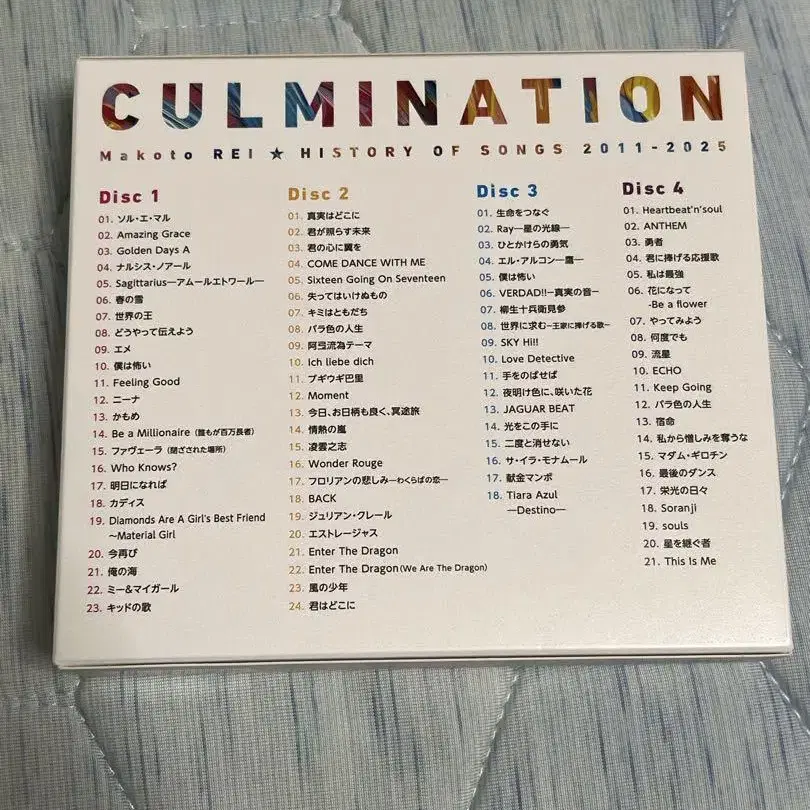 CULMINATION
Makoto REI ★ HISTORY OF SONGS 2011-2025
Disc 1
01. ソル・エ・マル
02. Amazing Grace
03. Golden Days A
04. ナルシス・ノアール
05. Sagittarius—アムールエトワール—
06. 春の雪
07. 世界の王
08. どうやって伝えよう
09. エメ
10. 僕は怖い
11. Feeling Good
12. ニーナ
13. かもめ
14. Be a Millionaire (誰もが百万長者)
15. ファヴェーラ (閉ざされた場所)
16. Who Knows?
17. 明日になれば
18. カディス
19. Diamonds Are A Girl's Best Friend
～Material Girl
20. 今再び
21. 俺の海
22. ミー&マイガール
23. キッドの歌
Disc 2
01. 真実はどこに
02. 君が照らす未来
03. 君の心に翼を
04. COME DANCE WITH ME
05. Sixteen Going On Seventeen
06. 失ってはいけぬもの
07. キミはともだち
08. バラ色の人生
09. 阿弖流為テーマ
10. Ich liebe dich
11. ブギウギ巴里
12. Moment
13. 今日、お日柄も良く、冥途旅
14. 情熱の嵐
15. 凌雲之志
16. Wonder Rouge
17. フロリアンの悲しみ—わくらばの恋—
18. BACK
19. ジュリアン・クレール
20. エストレージャス
21. Enter The Dragon
22. Enter The Dragon(We Are The Dragon)
23. 風の少年
24. 君はどこに
Disc 3
01. 生命をつなぐ
02. Ray—星の光線—
03. ひとかけらの勇気
04. エル・アルコン—鷹—
05. 僕は怖い
06. VERDAD!!—真実の音—
07. 柳生十兵衛見参
08. 世界に求む—王家に捧げる歌—
09. SKY Hi!!
10. Love Detective
11. 手をのばせば
12. 夜明け色に、咲いた花
13. JAGUAR BEAT
14. 光をこの手に
15. 二度と消せない
16. サ・イラ・モナムール
17. 献金マンボ
18. Tiara Azul
—Destino—
Disc 4
01. Heartbeat'n'soul
02. ANTHEM
03. 勇者
04. 君に捧げる応援歌
05. 私は最強
06. 花になって
-Be a flower
07. やってみよう
08. 何度でも
09. 流星
10. ECHO
11. Keep Going
12. バラ色の人生
13. 宿命
14. 私から憎しみを奪うな
15. マダム・ギロチン
16. 最後のダンス
17. 栄光の日々
18. Soranji
19. souls
20. 星を継ぐ者
21. This Is Me